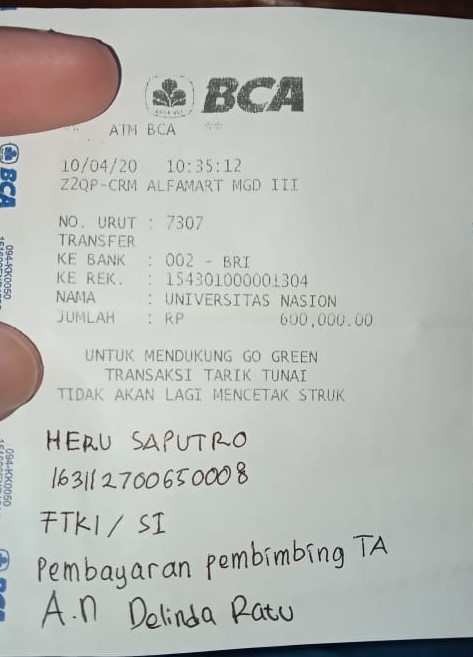 BCA
ATM BCA **
10/04/20 10:35:12
Z2QP-CRM ALFAMART MGD III
NO. URUT : 7307
TRANSFER
KE BANK : 002 - BRI
KE REK. : 154301000001304
NAMA : UNIVERSITAS NASION
JUMLAH : RP 600,000.00
UNTUK MENDUKUNG GO GREEN
TRANSAKSI TARIK TUNAI
TIDAK AKAN LAGI MENCETAK STRUK
HERU SAPUTRO
163112700650008
FTKI / SI
Pembayaran pembimbing TA
A.n Delinda Ratu
BCA
094-KK0050
094-KK0050